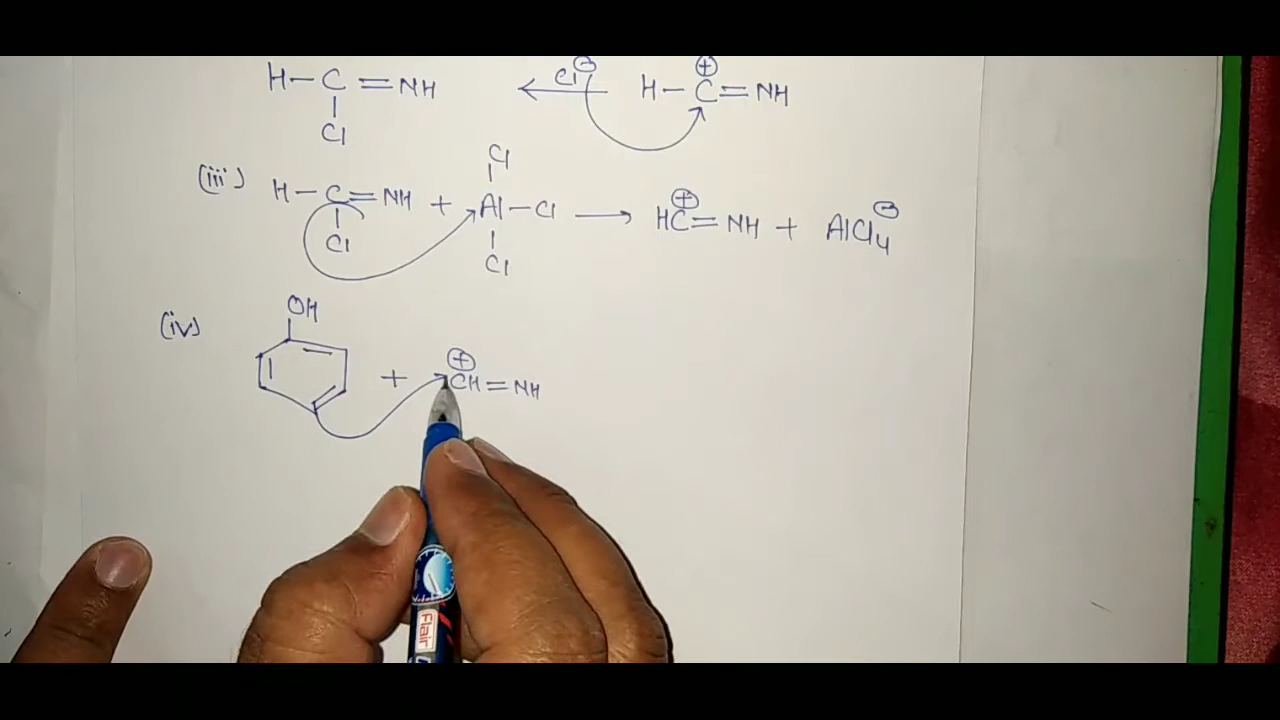 H-C=NH Cl⊖ ← H-C⊕=NH
Cl
Cl
(iii) H-C=NH + Al-Cl → HC⊕=NH + AlCl4⊖
Cl Cl
OH
(iv) + ⊕CH=NH
Flair